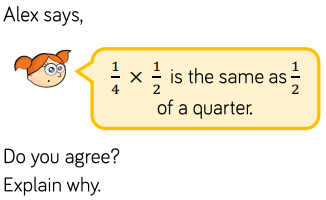 Alex says,
1/4 × 1/2 is the same as 1/2
of a quarter.
Do you agree?
Explain why.